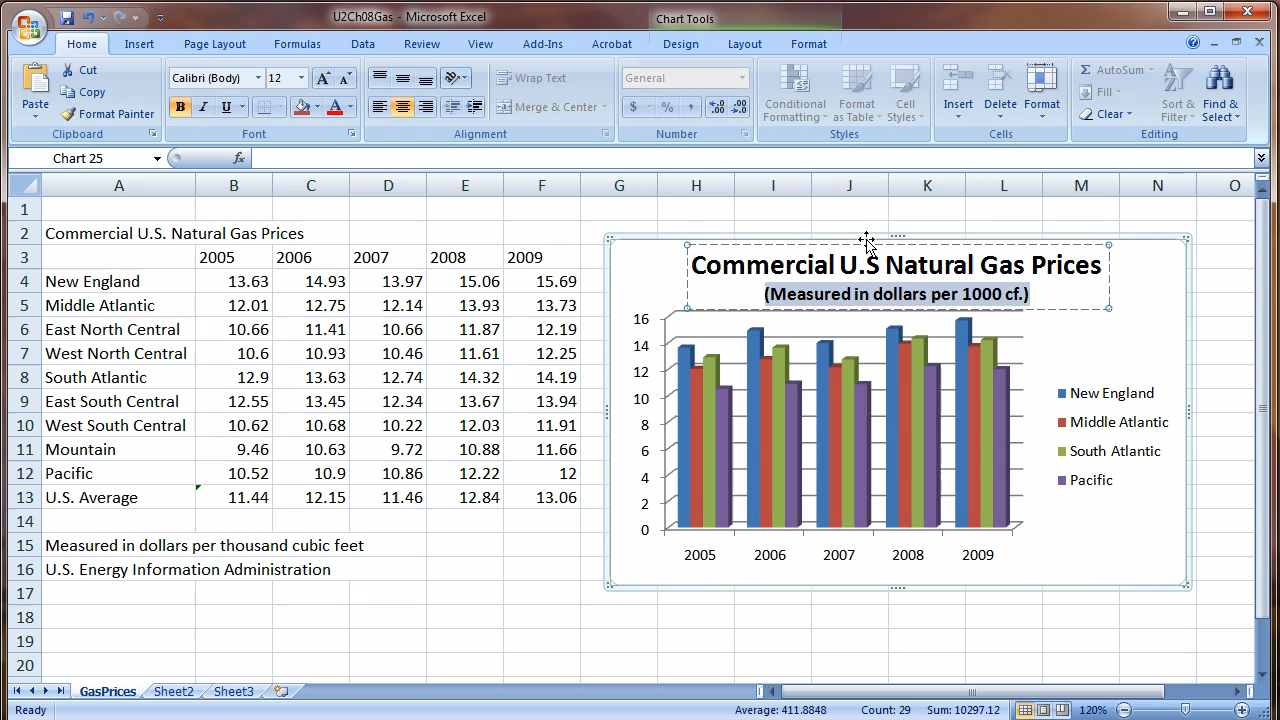 U2Ch08Gas - Microsoft Excel
Chart Tools
Home Insert Page Layout Formulas Data Review View Add-Ins Acrobat Design Layout Format
Paste
Cut
Copy
Format Painter
Clipboard
Calibri (Body) 12
B I U
Font
Wrap Text
Merge & Center
Alignment
General
$ % ,
Number
Conditional Formatting
Format as Table
Cell Styles
Styles
Insert Delete Format
Cells
Σ AutoSum
Fill
Clear
Sort & Filter
Find & Select
Editing
Chart 25
fx
A B C D E F G H I J K L M N O
1
2 Commercial U.S. Natural Gas Prices
3 2005 2006 2007 2008 2009
4 New England 13.63 14.93 13.97 15.06 15.69
5 Middle Atlantic 12.01 12.75 12.14 13.93 13.73
6 East North Central 10.66 11.41 10.66 11.87 12.19
7 West North Central 10.6 10.93 10.46 11.61 12.25
8 South Atlantic 12.9 13.63 12.74 14.32 14.19
9 East South Central 12.55 13.45 12.34 13.67 13.94
10 West South Central 10.62 10.68 10.22 12.03 11.91
11 Mountain 9.46 10.63 9.72 10.88 11.66
12 Pacific 10.52 10.9 10.86 12.22 12
13 U.S. Average 11.44 12.15 11.46 12.84 13.06
14
15 Measured in dollars per thousand cubic feet
16 U.S. Energy Information Administration
17
18
19
20
Commercial U.S Natural Gas Prices
(Measured in dollars per 1000 cf.)
16
14
12
10
8
6
4
2
0
2005 2006 2007 2008 2009
New England
Middle Atlantic
South Atlantic
Pacific
GasPrices Sheet2 Sheet3
Ready Average: 411.8848 Count: 29 Sum: 10297.12 120%